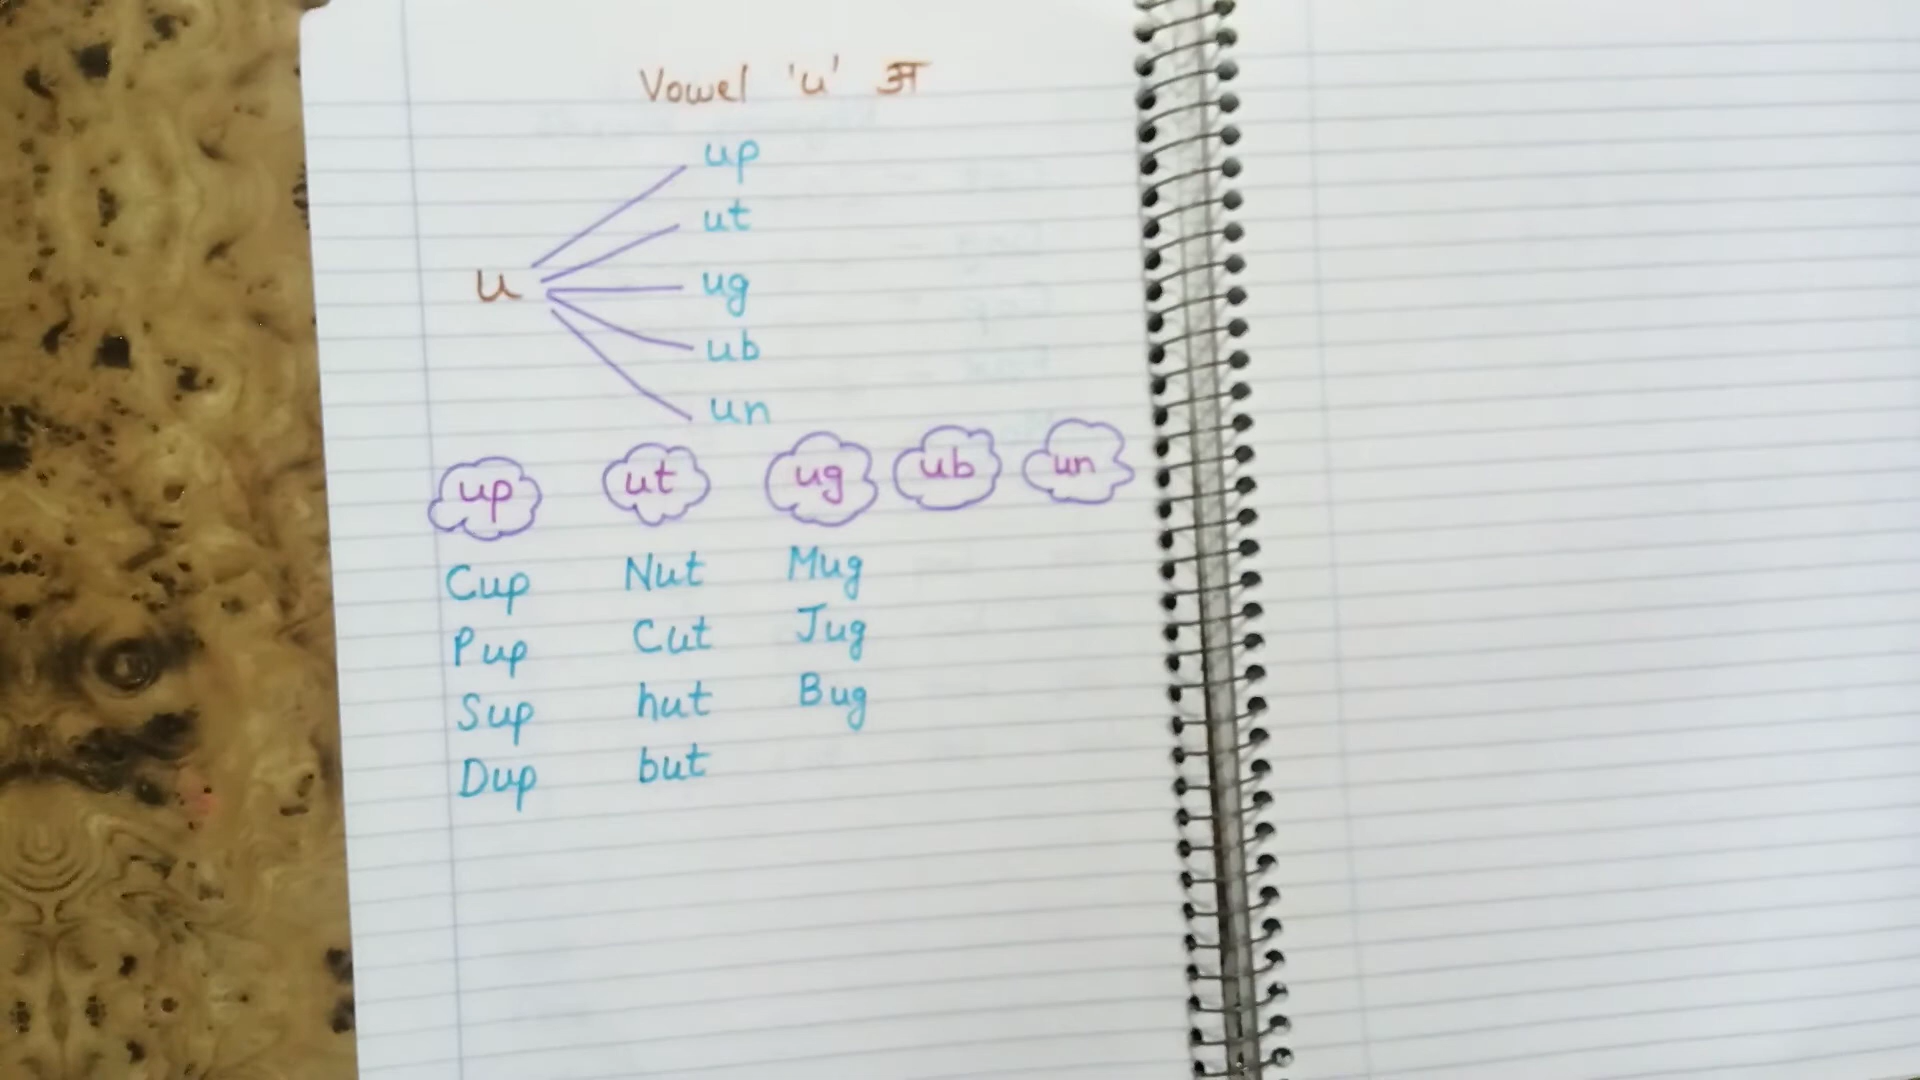 Vowel 'u' अ
up
ut
u ug
ub
un
up ut ug ub un
Cup Nut Mug
Pup Cut Jug
Sup hut Bug
Dup but